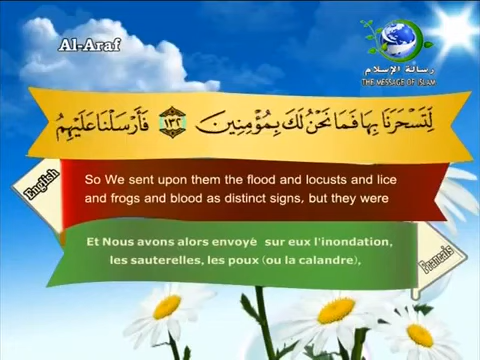 Al-Araf
رسالة الإسلام
THE MESSAGE OF ISLAM
لِّتَسْحَرَنَا بِهَا فَمَا نَحْنُ لَكَ بِمُؤْمِنِينَ ١٣٢ فَأَرْسَلْنَا عَلَيْهِمُ
English
So We sent upon them the flood and locusts and lice
and frogs and blood as distinct signs, but they were
Et Nous avons alors envoyè sur eux l'inondation,
les sauterelles, les poux (ou la calandre),
Francais